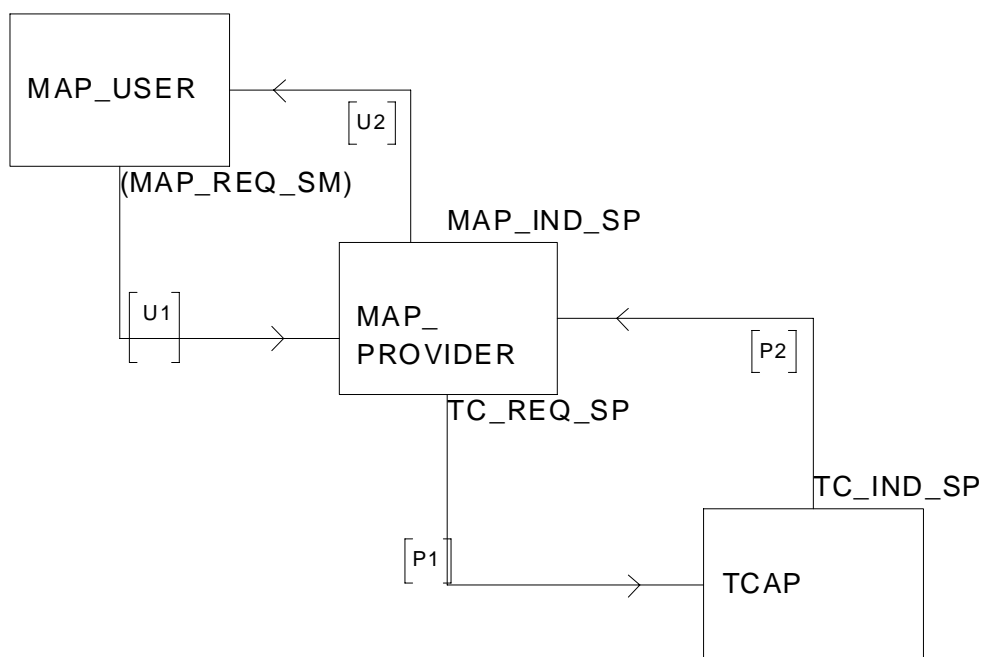 MAP_USER
[U2]
(MAP_REQ_SM)
MAP_IND_SP
[U1]
MAP_
PROVIDER
[P2]
TC_REQ_SP
TC_IND_SP
[P1]
TCAP